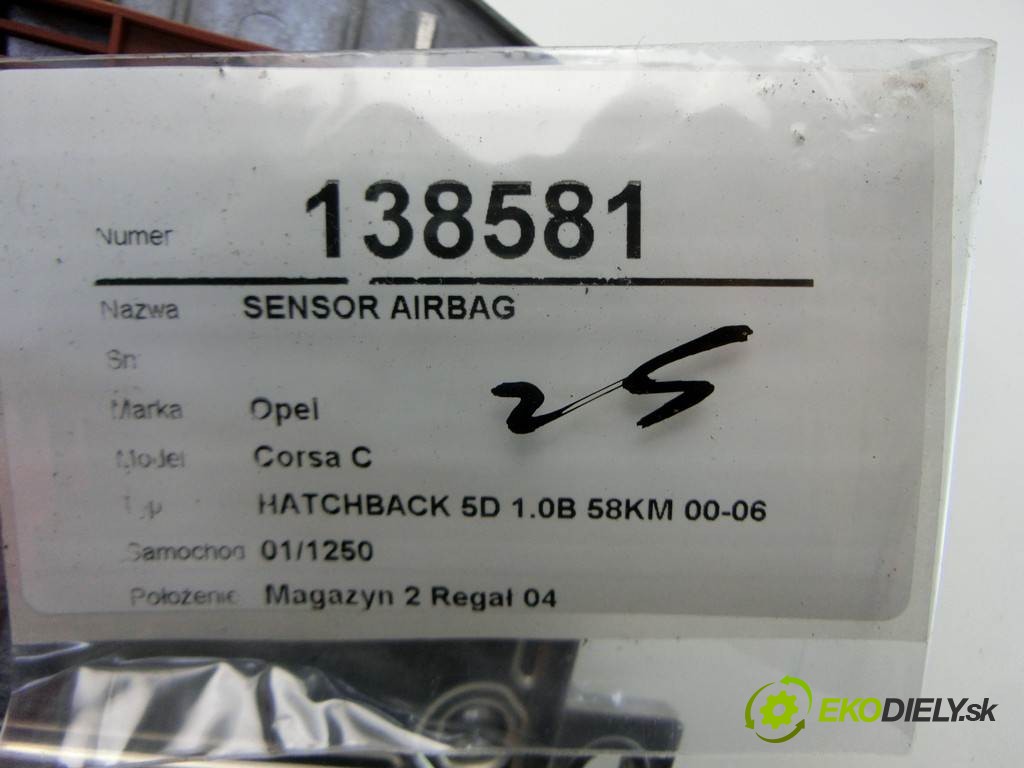 Numer 138581
Nazwa SENSOR AIRBAG
Sn
25
Marka Opel
Model Corsa C
Typ HATCHBACK 5D 1.0B 58KM 00-06
Samochod 01/1250
Położenie Magazyn 2 Regał 04
EKODIELY.sk